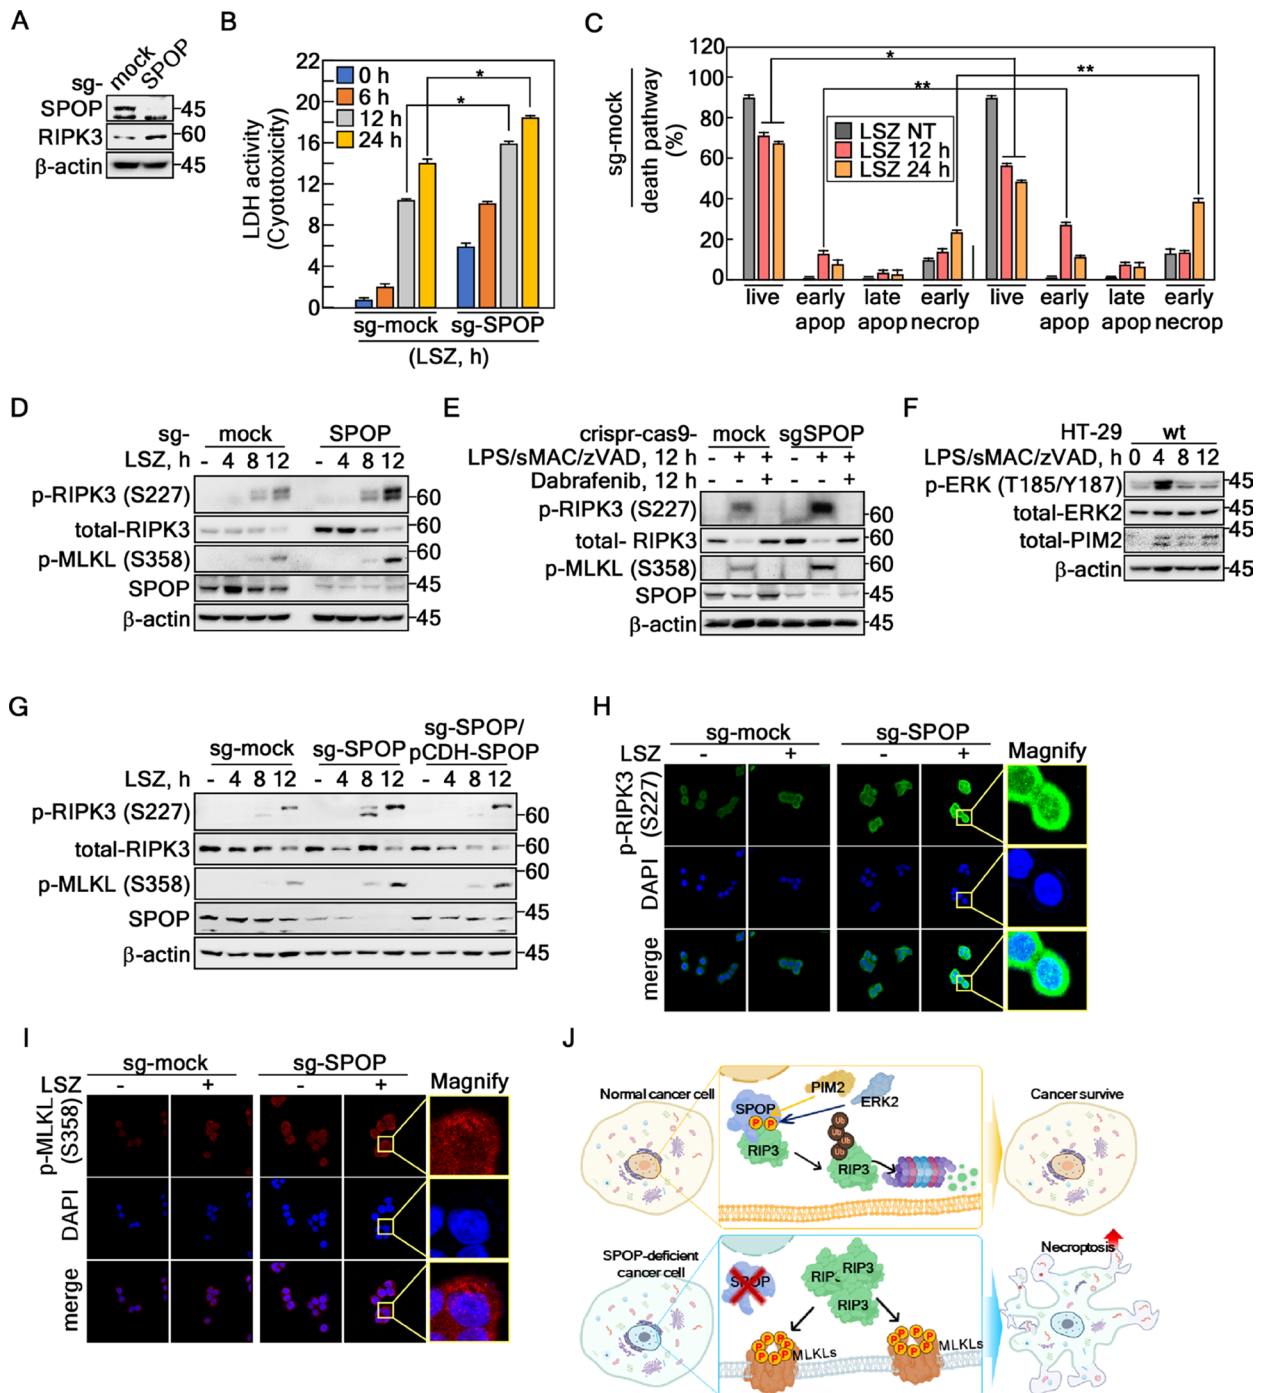 A
sg- mock SPOP
SPOP 45
RIPK3 60
β-actin 45
B
LDH activity
(Cyototoxicity)
22
20
16
12
8
4
0
0 h
6 h
12 h
24 h
*
*
sg-mock sg-SPOP
(LSZ, h)
C
sg-mock
death pathway
(%)
120
100
80
60
40
20
0
*
**
**
LSZ NT
LSZ 12 h
LSZ 24 h
live early late early live early late early
apop apop necrop apop apop necrop
D
sg- mock SPOP
LSZ, h - 4 8 12 - 4 8 12
p-RIPK3 (S227) 60
total-RIPK3 60
p-MLKL (S358) 60
SPOP 45
β-actin 45
E
crispr-cas9- mock sgSPOP
LPS/sMAC/zVAD, 12 h - + + - + +
Dabrafenib, 12 h - - + - - +
p-RIPK3 (S227) 60
total- RIPK3 60
p-MLKL (S358) 60
SPOP 45
β-actin 45
F
HT-29 wt
LPS/sMAC/zVAD, h 0 4 8 12
p-ERK (T185/Y187) 45
total-ERK2 45
total-PIM2 45
β-actin 45
G
sg-mock sg-SPOP sg-SPOP/
pCDH-SPOP
LSZ, h - 4 8 12 - 4 8 12 - 4 8 12
p-RIPK3 (S227) 60
total-RIPK3 60
p-MLKL (S358) 60
SPOP 45
β-actin 45
H
sg-mock sg-SPOP
LSZ - + - + Magnify
p-RIPK3
(S227)
DAPI
merge
I
sg-mock sg-SPOP
LSZ - + - + Magnify
p-MLKL
(S358)
DAPI
merge
J
Normal cancer cell
SPOP
P P
RIP3
PIM2
ERK2
Ub
Ub
Ub
Ub
RIP3
Cancer survive
SPOP-deficient
cancer cell
SPOP
RIP3
RIP3
RIP3
P P P P P P P
MLKLs
P P P P P P P
MLKLs
Necroptosis